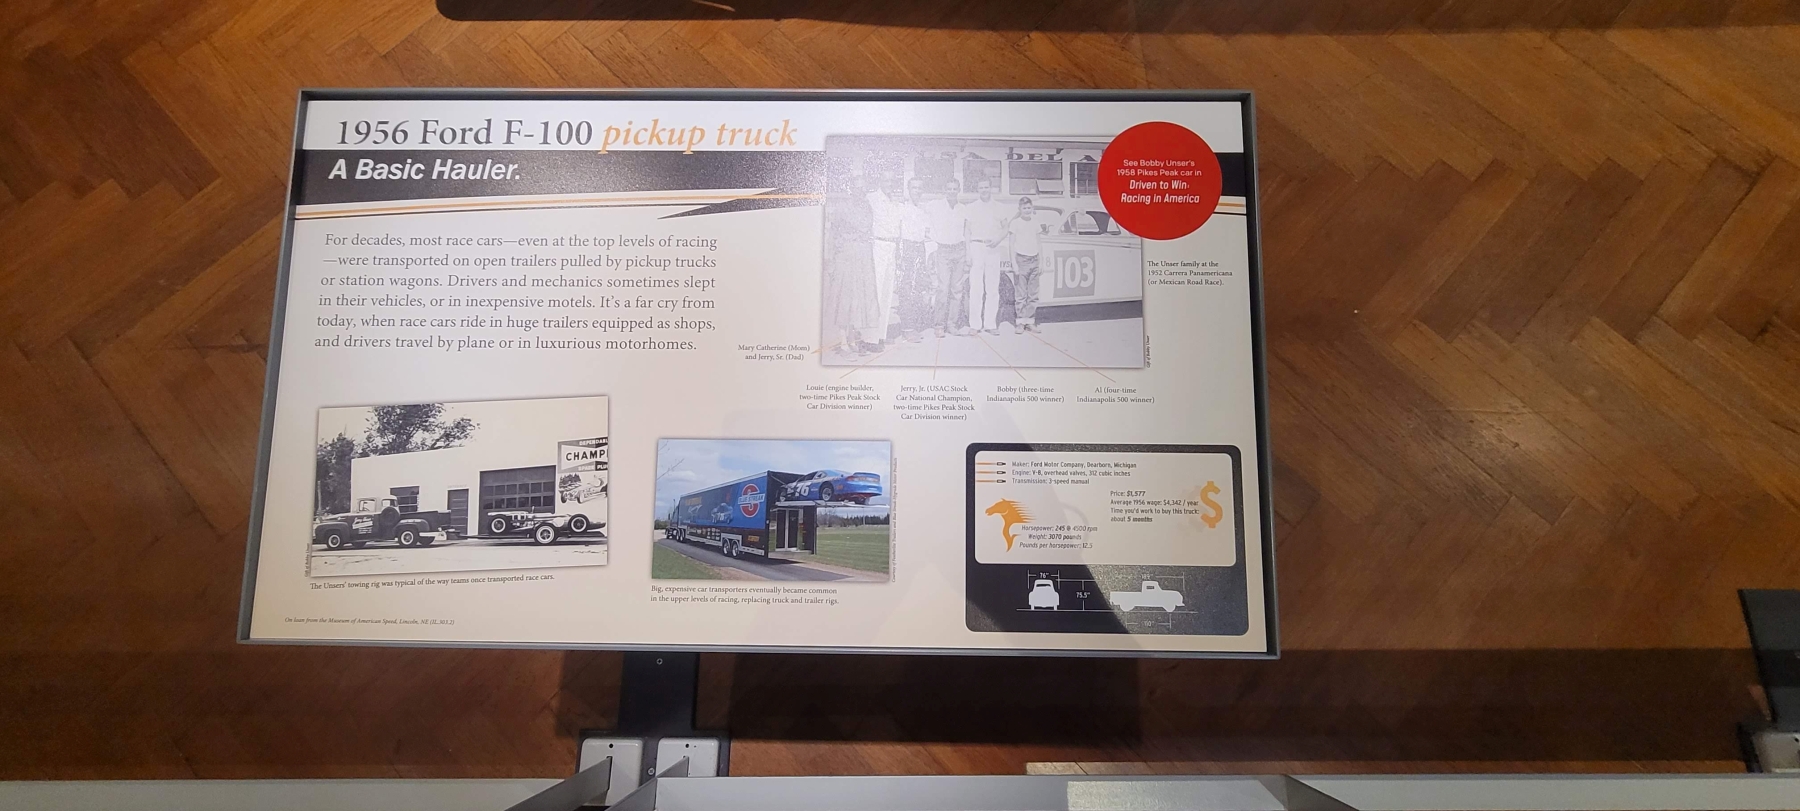 1956 Ford F-100 pickup truck
A Basic Hauler.
For decades, most race cars—even at the top levels of racing
—were transported on open trailers pulled by pickup trucks
or station wagons. Drivers and mechanics sometimes slept
in their vehicles, or in inexpensive motels. It's a far cry from
today, when race cars ride in huge trailers equipped as shops,
and drivers travel by plane or in luxurious motorhomes.
DEL
103
See Bobby Unser's
1958 Pikes Peak car in
Driven to Win:
Racing in America
The Unser family at the
1952 Carrera Panamericana
(or Mexican Road Race).
Mary Catherine (Mom)
and Jerry, Sr. (Dad)
Louie (engine builder,
two-time Pikes Peak Stock
Car Division winner)
Jerry, Jr. (USAC Stock
Car National Champion,
two-time Pikes Peak Stock
Car Division winner)
Bobby (three-time
Indianapolis 500 winner)
Al (four-time
Indianapolis 500 winner)
DEPENDABLE
CHAMPI
The Unsers' towing rig was typical of the way teams once transported race cars.
Big, expensive car transporters eventually became common
in the upper levels of racing, replacing truck and trailer rigs.
Maker: Ford Motor Company, Dearborn, Michigan
Engine: V-8, overhead valves, 312 cubic inches
Transmission: 3-speed manual
Horsepower: 245 @ 4500 rpm
Weight: 3070 pounds
Pounds per horsepower: 12.5
Price: $1,577
Average 1956 wage: $4,342 / year
Time you'd work to buy this truck:
about 5 months
$
76"
75.5"
On loan from the Museum of American Speed, Lincoln, NE (IL.303.2)